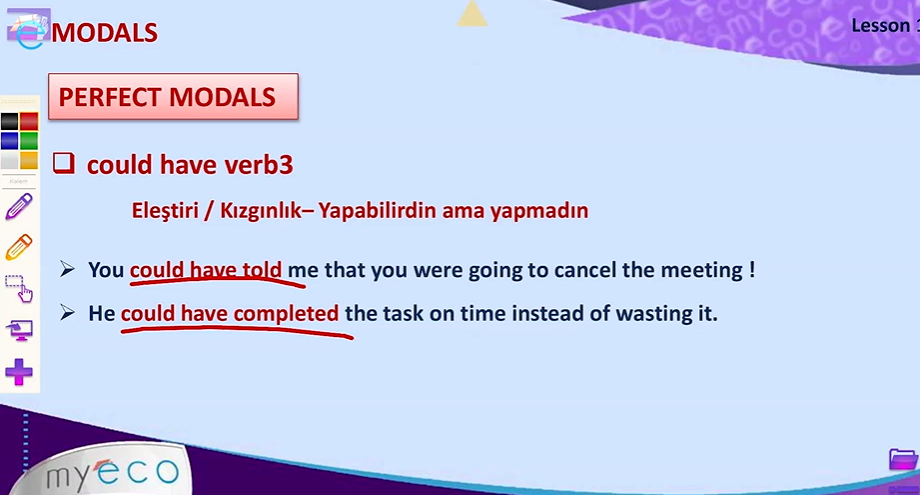 MODALS
Lesson 1
PERFECT MODALS
could have verb3
Eleştiri / Kızgınlık– Yapabilirdin ama yapmadın
You could have told me that you were going to cancel the meeting !
He could have completed the task on time instead of wasting it.
myeco